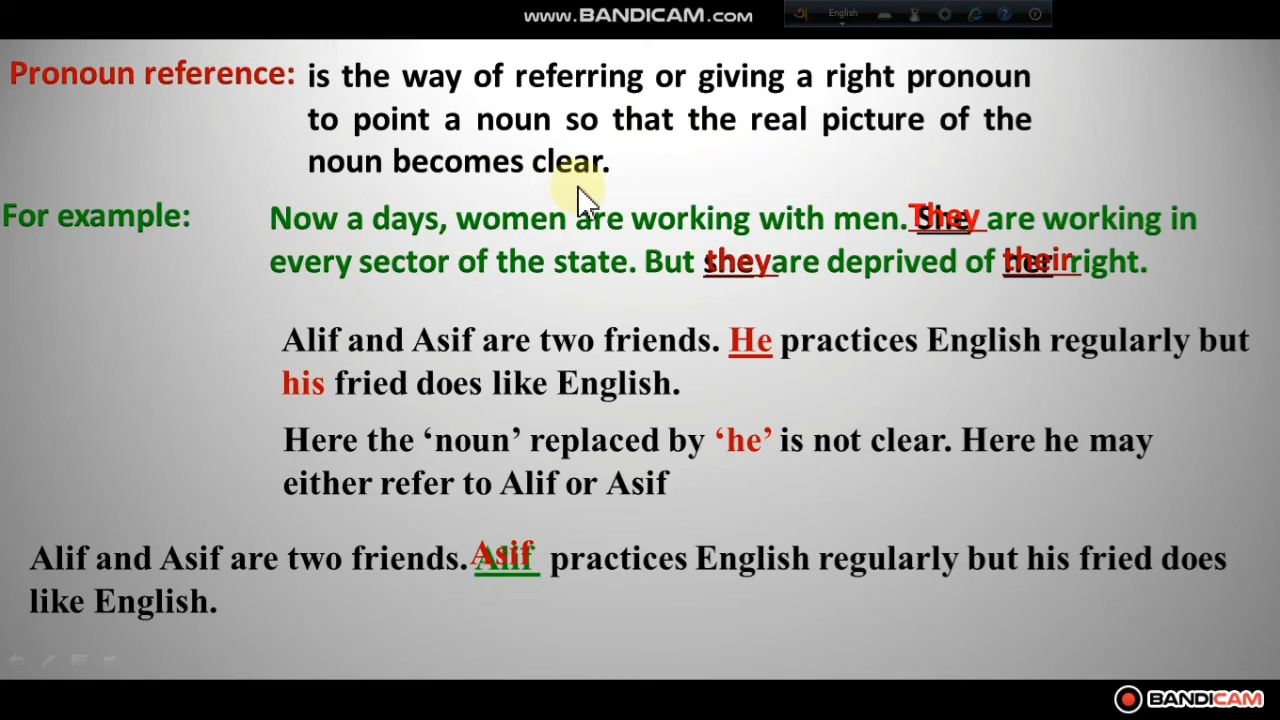 www.BANDICAM.com
English
Pronoun reference: is the way of referring or giving a right pronoun
to point a noun so that the real picture of the
noun becomes clear.
For example: Now a days, women are working with men. They are working in
every sector of the state. But they are deprived of their right.
Alif and Asif are two friends. He practices English regularly but
his fried does like English.
Here the ‘noun’ replaced by ‘he’ is not clear. Here he may
either refer to Alif or Asif
Alif and Asif are two friends. Asif practices English regularly but his fried does
like English.
BANDICAM